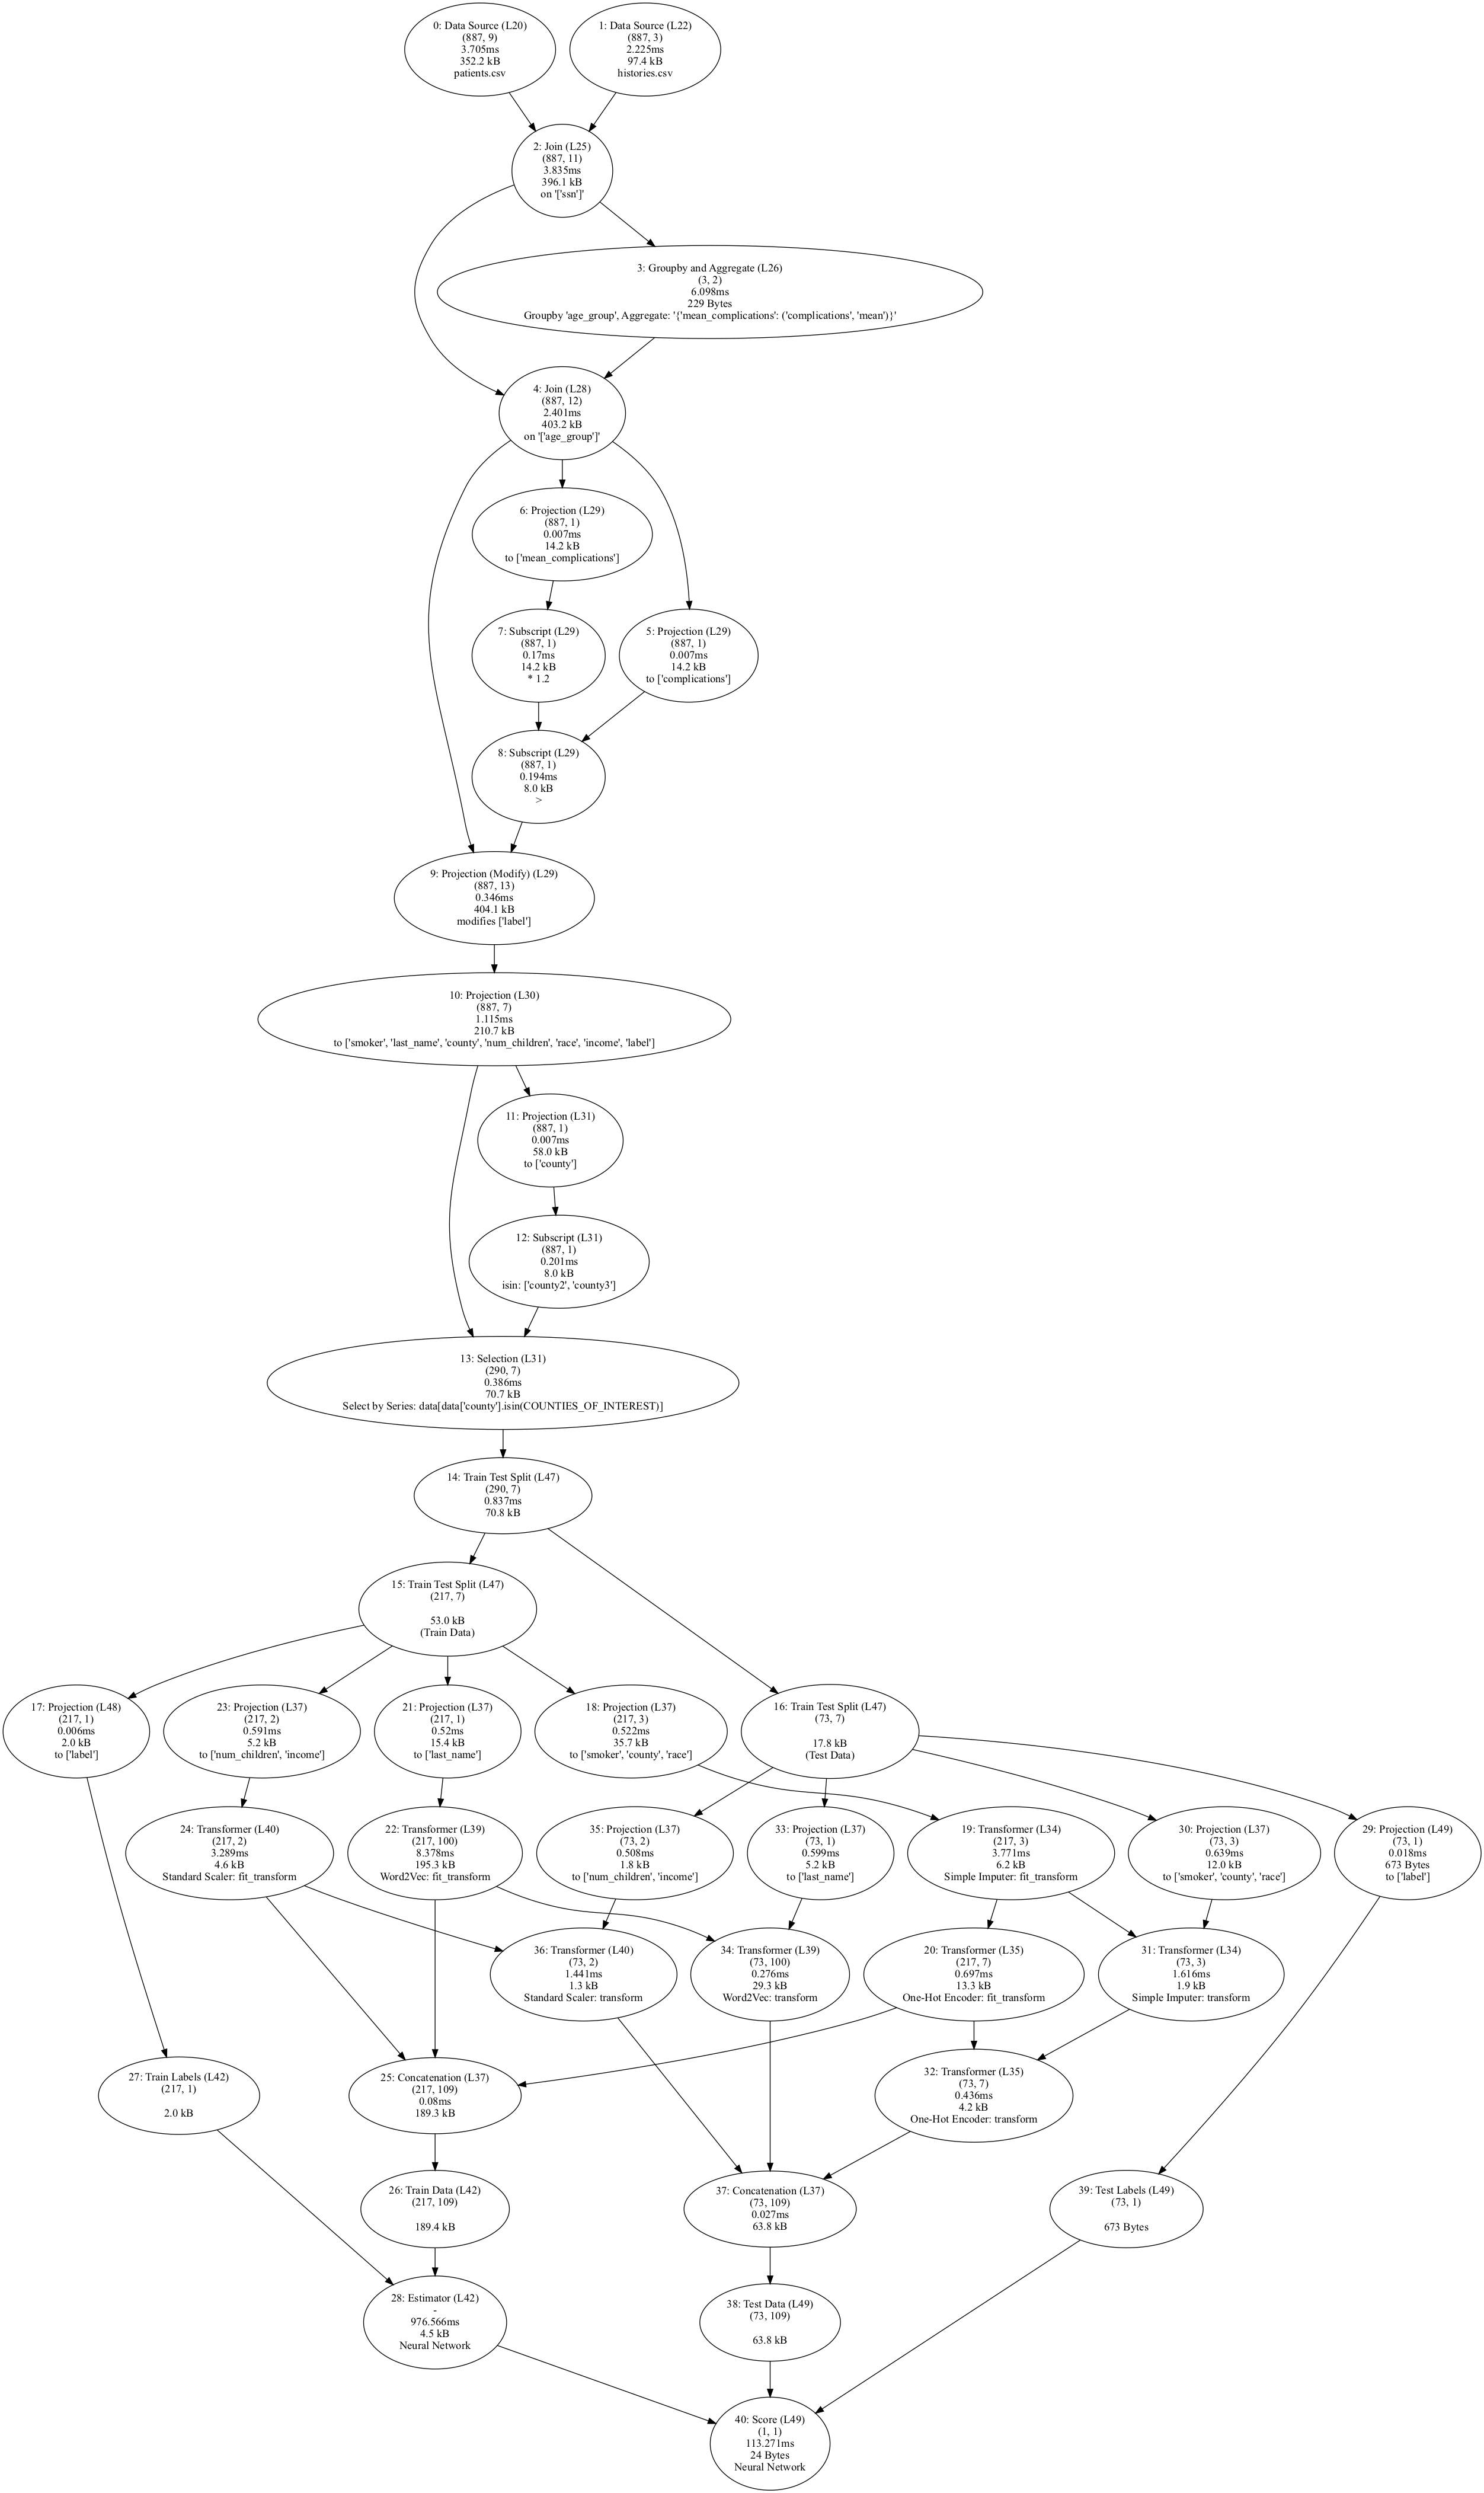 0: Data Source (L20)
(887, 9)
3.705ms
352.2 kB
patients.csv
1: Data Source (L22)
(887, 3)
2.225ms
97.4 kB
histories.csv
2: Join (L25)
(887, 11)
3.835ms
396.1 kB
on '['ssn']'
3: Groupby and Aggregate (L26)
(3, 2)
6.098ms
229 Bytes
Groupby 'age_group', Aggregate: '{'mean_complications': ('complications', 'mean')}'
4: Join (L28)
(887, 12)
2.401ms
403.2 kB
on '['age_group']'
6: Projection (L29)
(887, 1)
0.007ms
14.2 kB
to ['mean_complications']
7: Subscript (L29)
(887, 1)
0.17ms
14.2 kB
* 1.2
5: Projection (L29)
(887, 1)
0.007ms
14.2 kB
to ['complications']
8: Subscript (L29)
(887, 1)
0.194ms
8.0 kB
>
9: Projection (Modify) (L29)
(887, 13)
0.346ms
404.1 kB
modifies ['label']
10: Projection (L30)
(887, 7)
1.115ms
210.7 kB
to ['smoker', 'last_name', 'county', 'num_children', 'race', 'income', 'label']
11: Projection (L31)
(887, 1)
0.007ms
58.0 kB
to ['county']
12: Subscript (L31)
(887, 1)
0.201ms
8.0 kB
isin: ['county2', 'county3']
13: Selection (L31)
(290, 7)
0.386ms
70.7 kB
Select by Series: data[data['county'].isin(COUNTIES_OF_INTEREST)]
14: Train Test Split (L47)
(290, 7)
0.837ms
70.8 kB
15: Train Test Split (L47)
(217, 7)
53.0 kB
(Train Data)
17: Projection (L48)
(217, 1)
0.006ms
2.0 kB
to ['label']
23: Projection (L37)
(217, 2)
0.591ms
5.2 kB
to ['num_children', 'income']
21: Projection (L37)
(217, 1)
0.52ms
15.4 kB
to ['last_name']
18: Projection (L37)
(217, 3)
0.522ms
35.7 kB
to ['smoker', 'county', 'race']
16: Train Test Split (L47)
(73, 7)
17.8 kB
(Test Data)
24: Transformer (L40)
(217, 2)
3.289ms
4.6 kB
Standard Scaler: fit_transform
22: Transformer (L39)
(217, 100)
8.378ms
195.3 kB
Word2Vec: fit_transform
35: Projection (L37)
(73, 2)
0.508ms
1.8 kB
to ['num_children', 'income']
33: Projection (L37)
(73, 1)
0.599ms
5.2 kB
to ['last_name']
19: Transformer (L34)
(217, 3)
3.771ms
6.2 kB
Simple Imputer: fit_transform
30: Projection (L37)
(73, 3)
0.639ms
12.0 kB
to ['smoker', 'county', 'race']
29: Projection (L49)
(73, 1)
0.018ms
673 Bytes
to ['label']
36: Transformer (L40)
(73, 2)
1.441ms
1.3 kB
Standard Scaler: transform
34: Transformer (L39)
(73, 100)
0.276ms
29.3 kB
Word2Vec: transform
20: Transformer (L35)
(217, 7)
0.697ms
13.3 kB
One-Hot Encoder: fit_transform
31: Transformer (L34)
(73, 3)
1.616ms
1.9 kB
Simple Imputer: transform
27: Train Labels (L42)
(217, 1)
2.0 kB
25: Concatenation (L37)
(217, 109)
0.08ms
189.3 kB
32: Transformer (L35)
(73, 7)
0.436ms
4.2 kB
One-Hot Encoder: transform
26: Train Data (L42)
(217, 109)
189.4 kB
37: Concatenation (L37)
(73, 109)
0.027ms
63.8 kB
39: Test Labels (L49)
(73, 1)
673 Bytes
28: Estimator (L42)
-
976.566ms
4.5 kB
Neural Network
38: Test Data (L49)
(73, 109)
63.8 kB
40: Score (L49)
(1, 1)
113.271ms
24 Bytes
Neural Network